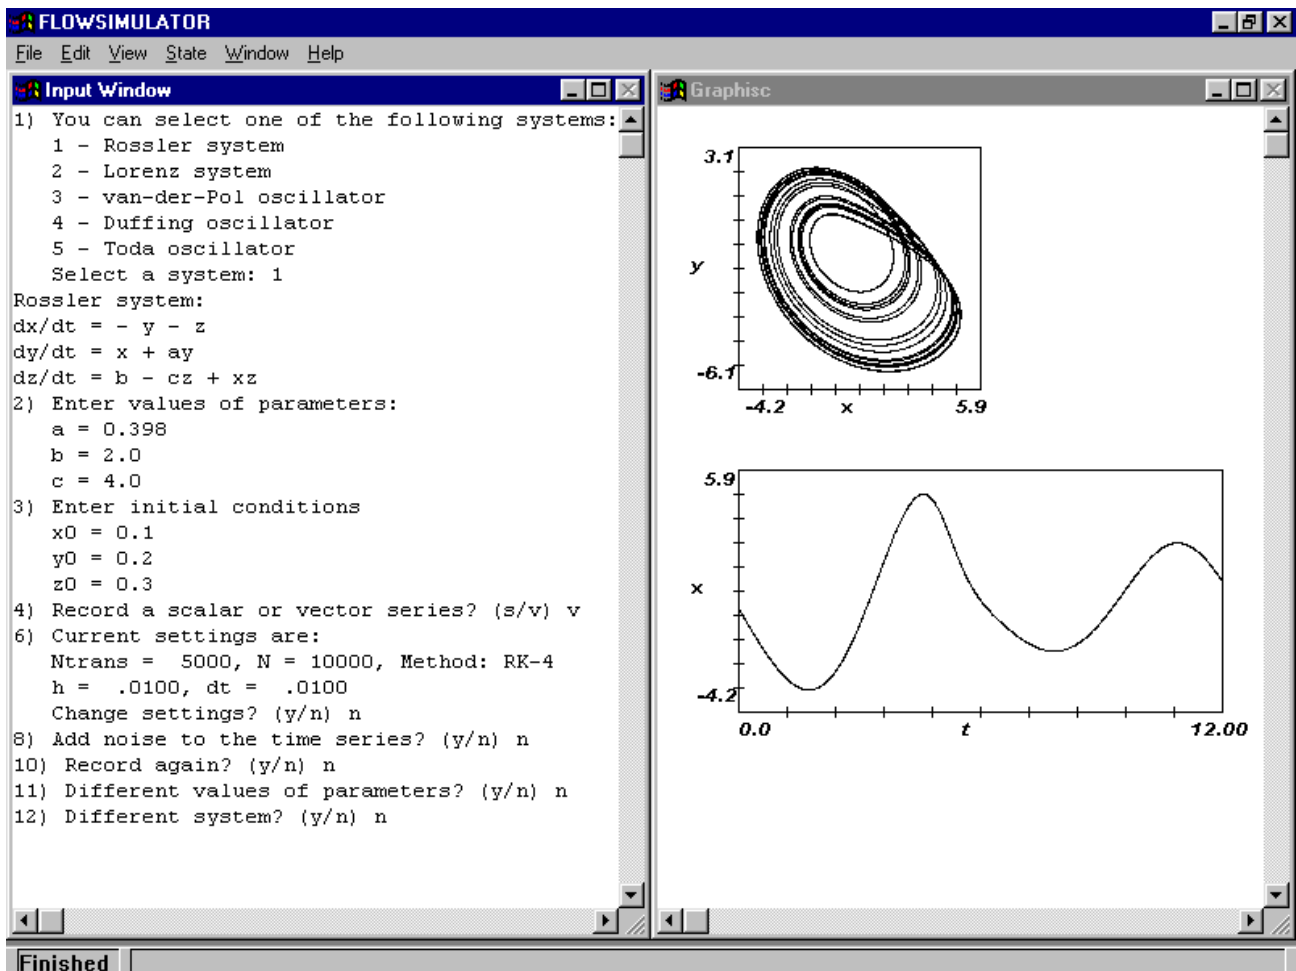 FLOWSIMULATOR
File Edit View State Window Help
Input Window
1) You can select one of the following systems:
1 - Rossler system
2 - Lorenz system
3 - van-der-Pol oscillator
4 - Duffing oscillator
5 - Toda oscillator
Select a system: 1
Rossler system:
dx/dt = - y - z
dy/dt = x + ay
dz/dt = b - cz + xz
2) Enter values of parameters:
a = 0.398
b = 2.0
c = 4.0
3) Enter initial conditions
x0 = 0.1
y0 = 0.2
z0 = 0.3
4) Record a scalar or vector series? (s/v) v
6) Current settings are:
Ntrans = 5000, N = 10000, Method: RK-4
h = .0100, dt = .0100
Change settings? (y/n) n
8) Add noise to the time series? (y/n) n
10) Record again? (y/n) n
11) Different values of parameters? (y/n) n
12) Different system? (y/n) n
Graphisc
3.1
y
-6.1
-4.2 x 5.9
5.9
x
-4.2
0.0 t 12.00
Finished